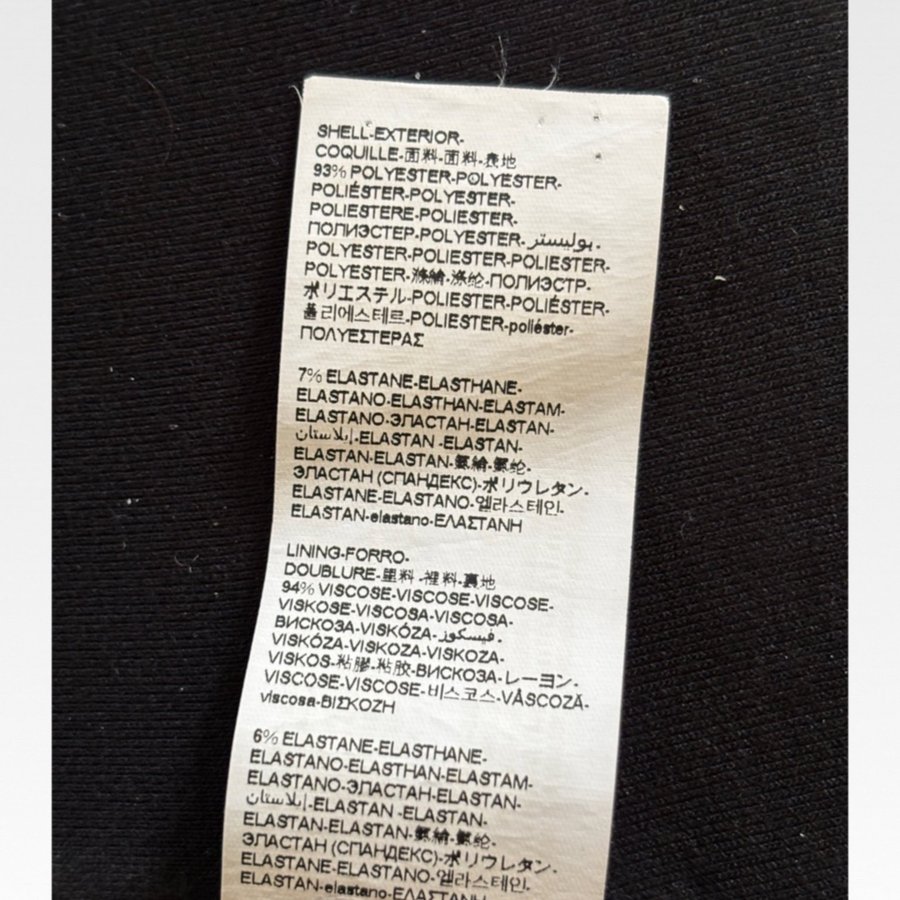 SHELL-EXTERIOR-
COQUILLE-面料-面料-表地
93% POLYESTER-POLYESTER-
POLIÉSTER-POLYESTER-
POLIESTERE-POLIESTER-
ПОЛИЭСТЕР-POLYESTER-بوليستر-
POLYESTER-POLIESTER-POLIESTER-
POLYESTER-滌綸-涤纶-ПОЛИЭСТР-
ポリエステル-POLIESTER-POLIÉSTER-
폴리에스테르-POLIESTER-poliéster-
ΠΟΛΥΕΣΤΕΡΑΣ
7% ELASTANE-ELASTHANE-
ELASTANO-ELASTHAN-ELASTAM-
ELASTANO-ЭЛАСТАН-ELASTAN-
إيلاستان-ELASTAN -ELASTAN-
ELASTAN-ELASTAN-氨綸-氨纶-
ЭЛАСТАН (СПАНДЕКС)-ポリウレタン-
ELASTANE-ELASTANO-엘라스테인-
ELASTAN-elastano-ΕΛΑΣΤΑΝΗ
LINING-FORRO-
DOUBLURE-里料-裡料-裏地
94% VISCOSE-VISCOSE-VISCOSE-
VISKOSE-VISCOSA-VISCOSA-
ВИСКОЗА-VISKÓZA-فيسكوز-
VISKÓZA-VISKOZA-VISKOZA-
VISKOS-粘膠-粘胶-ВИСКОЗА-レーヨン-
VISCOSE-VISCOSE-비스코스-VÂSCOZĂ-
viscosa-ΒΙΣΚΟΖΗ
6% ELASTANE-ELASTHANE-
ELASTANO-ELASTHAN-ELASTAM-
ELASTANO-ЭЛАСТАН-ELASTAN-
إيلاستان-ELASTAN -ELASTAN-
ELASTAN-ELASTAN-氨綸-氨纶-
ЭЛАСТАН (СПАНДЕКС)-ポリウレタン-
ELASTANE-ELASTANO-엘라스테인-
ELASTAN-elastano-ΕΛΑΣΤΑΝΗ